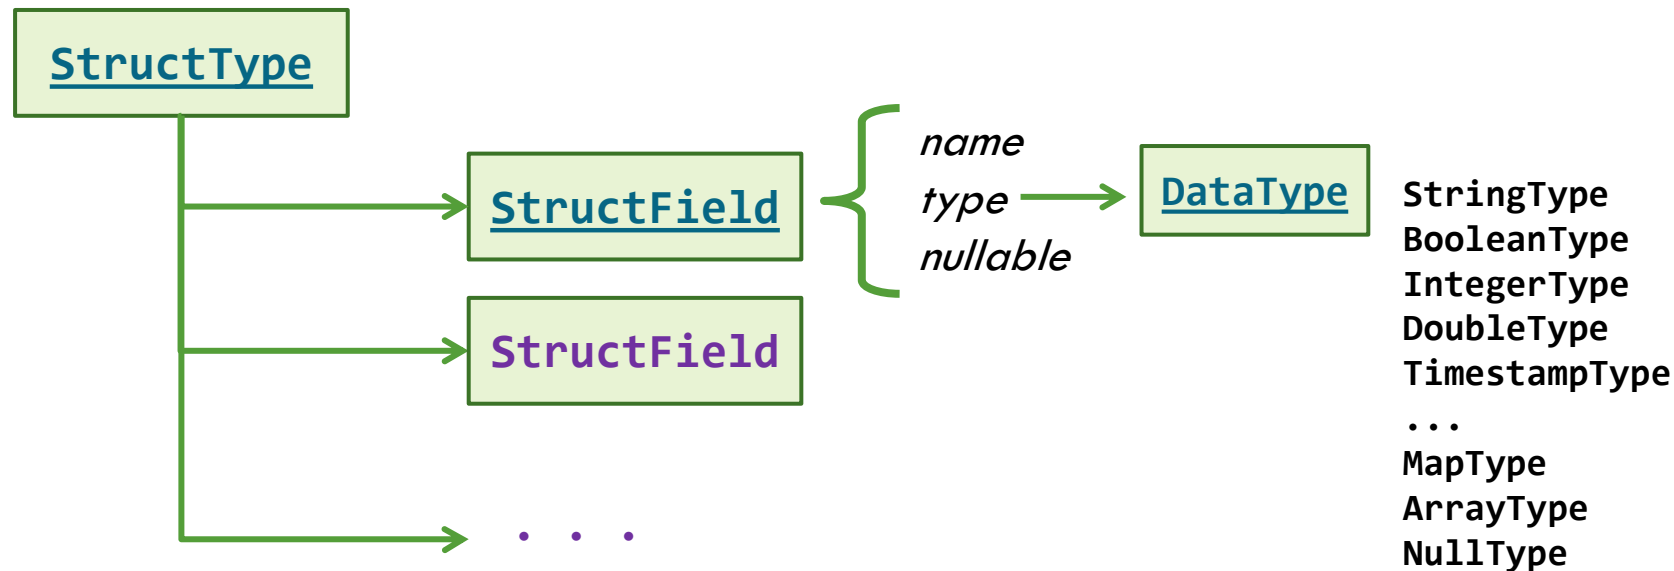 StructType
StructField
name
type
nullable
DataType
StringType
BooleanType
IntegerType
DoubleType
TimestampType
...
MapType
ArrayType
NullType
StructField
. . .